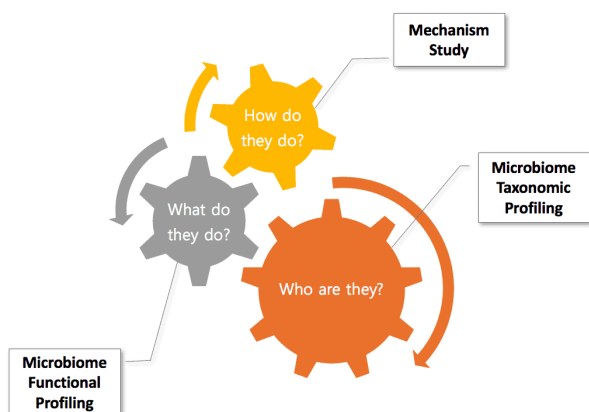 Mechanism
Study
How do
they do?
Microbiome
Taxonomic
Profiling
What do
they do?
Who are they?
Microbiome
Functional
Profiling